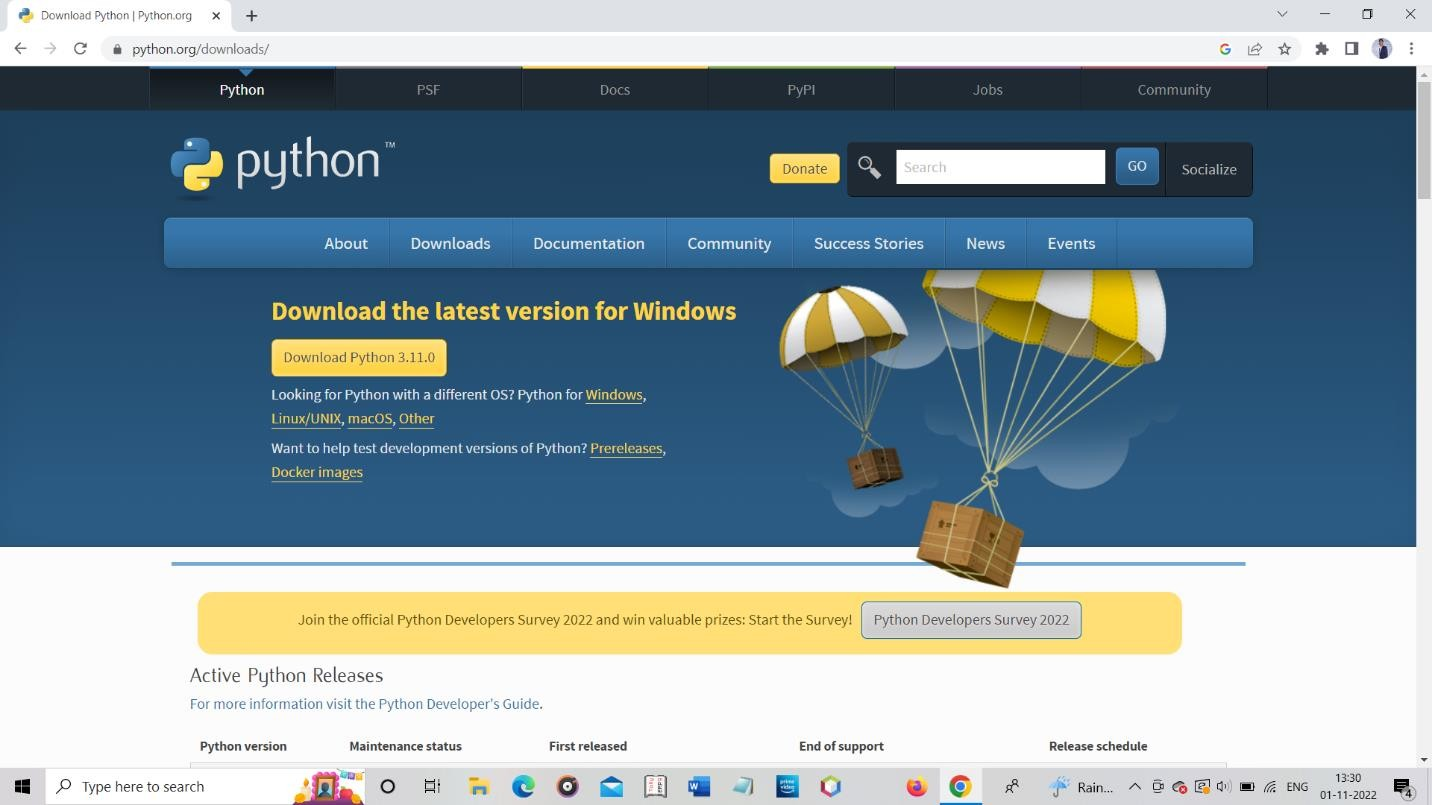 Download Python | Python.org
python.org/downloads/
Python PSF Docs PyPI Jobs Community
python™
Donate Search GO Socialize
About Downloads Documentation Community Success Stories News Events
Download the latest version for Windows
Download Python 3.11.0
Looking for Python with a different OS? Python for Windows,
Linux/UNIX, macOS, Other
Want to help test development versions of Python? Prereleases,
Docker images
Join the official Python Developers Survey 2022 and win valuable prizes: Start the Survey! Python Developers Survey 2022
Active Python Releases
For more information visit the Python Developer's Guide.
Python version Maintenance status First released End of support Release schedule
Type here to search
Rain... ENG 13:30
01-11-2022 4